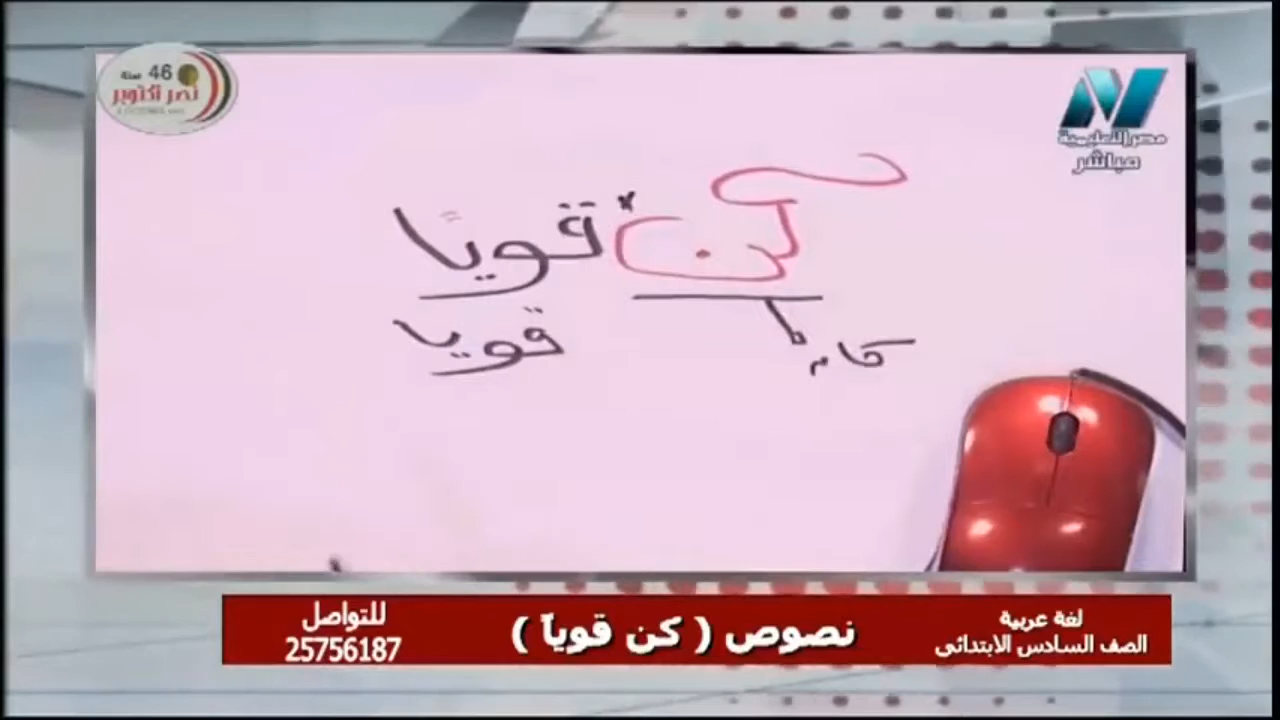 46 سنة
نصر أكتوبر
مصر التعليمية
مباشر
كن قويًا
قويا
لغة عربية
الصف السادس الابتدائى
نصوص ( كن قوياً )
للتواصل
25756187